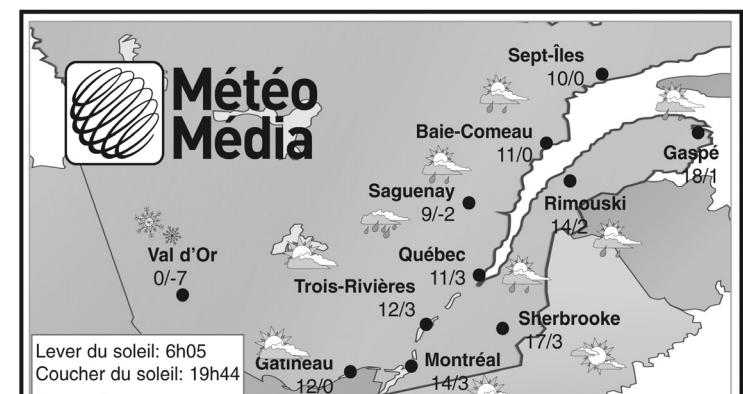 Météo
Média
Sept-Îles
10/0
Baie-Comeau
11/0
Gaspé
18/1
Saguenay
9/-2
Rimouski
14/2
Val d'Or
0/-7
Québec
11/3
Trois-Rivières
12/3
Sherbrooke
17/3
Lever du soleil: 6h05
Coucher du soleil: 19h44
Gatineau
12/0
Montréal
14/3